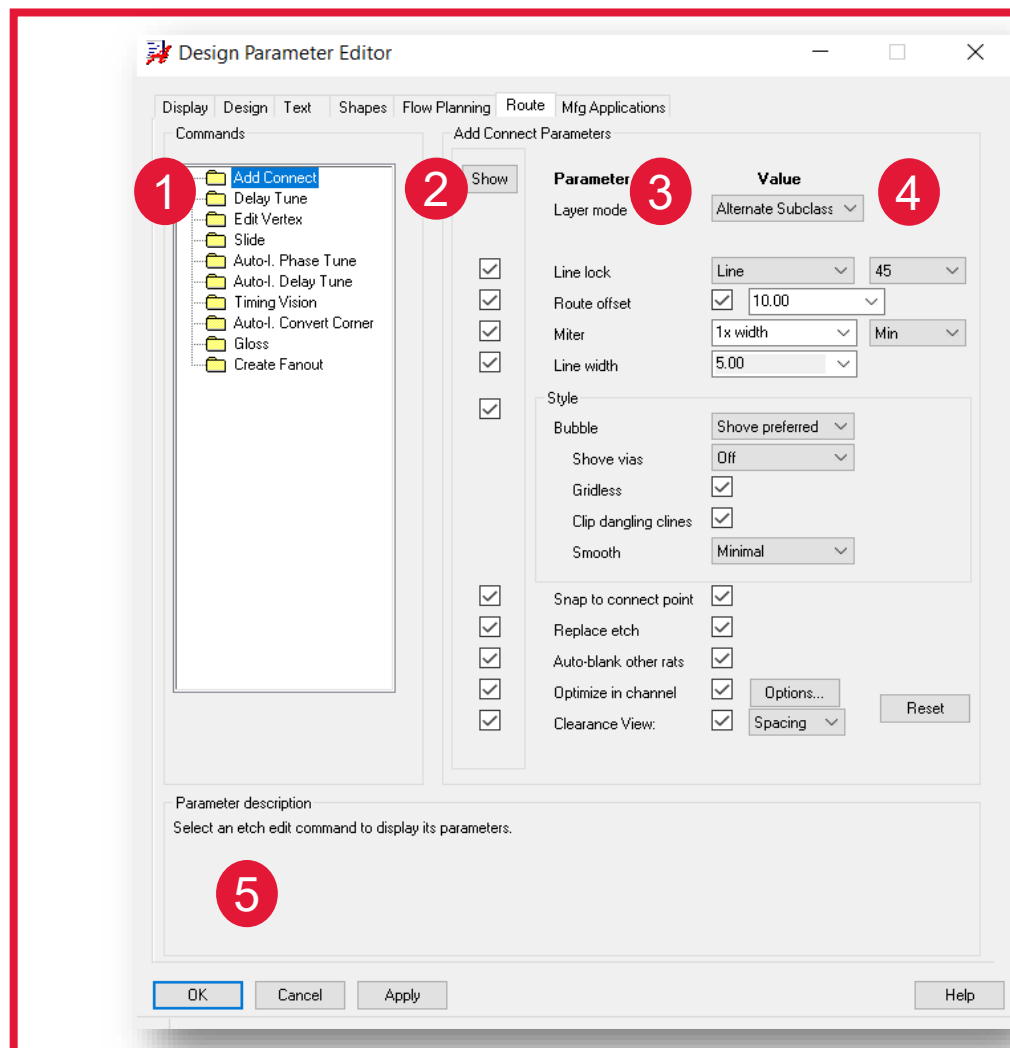 Design Parameter Editor
Display Design Text Shapes Flow Planning Route Mfg Applications
Commands
1
Add Connect
Delay Tune
Edit Vertex
Slide
Auto-I. Phase Tune
Auto-I. Delay Tune
Timing Vision
Auto-I. Convert Corner
Gloss
Create Fanout
Add Connect Parameters
2 Show Parameter 3 Value 4
Layer mode Alternate Subclass
Line lock Line 45
Route offset 10.00
Miter 1x width Min
Line width 5.00
Style
Bubble Shove preferred
Shove vias Off
Gridless
Clip dangling clines
Smooth Minimal
Snap to connect point
Replace etch
Auto-blank other rats
Optimize in channel Options...
Clearance View: Spacing
Reset
Parameter description
Select an etch edit command to display its parameters.
5
OK Cancel Apply Help